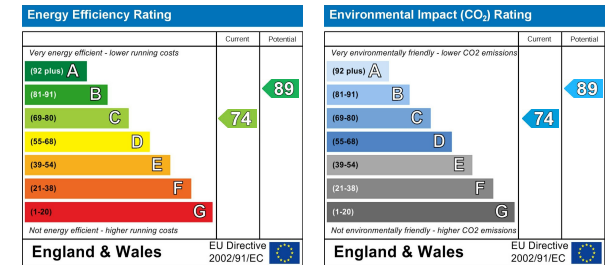 Energy Efficiency Rating
Current Potential
Very energy efficient - lower running costs
(92 plus) A
(81-91) B
(69-80) C
(55-68) D
(39-54) E
(21-38) F
(1-20) G
74
89
Not energy efficient - higher running costs
England & Wales
EU Directive
2002/91/EC
Environmental Impact (CO2) Rating
Current Potential
Very environmentally friendly - lower CO2 emissions
(92 plus) A
(81-91) B
(69-80) C
(55-68) D
(39-54) E
(21-38) F
(1-20) G
74
89
Not environmentally friendly - higher CO2 emissions
England & Wales
EU Directive
2002/91/EC